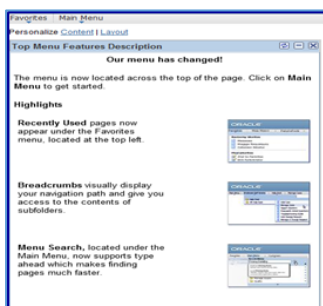 Favorites Main Menu
Personalize Content | Layout
Top Menu Features Description
Our menu has changed!
The menu is now located across the top of the page. Click on Main
Menu to get started.
Highlights
Recently Used pages now
appear under the Favorites
menu, located at the top left.
ORACLE
Breadcrumbs visually display
your navigation path and give you
access to the contents of
subfolders.
ORACLE
Menu Search, located under the
Main Menu, now supports type
ahead which makes finding
pages much faster.
ORACLE